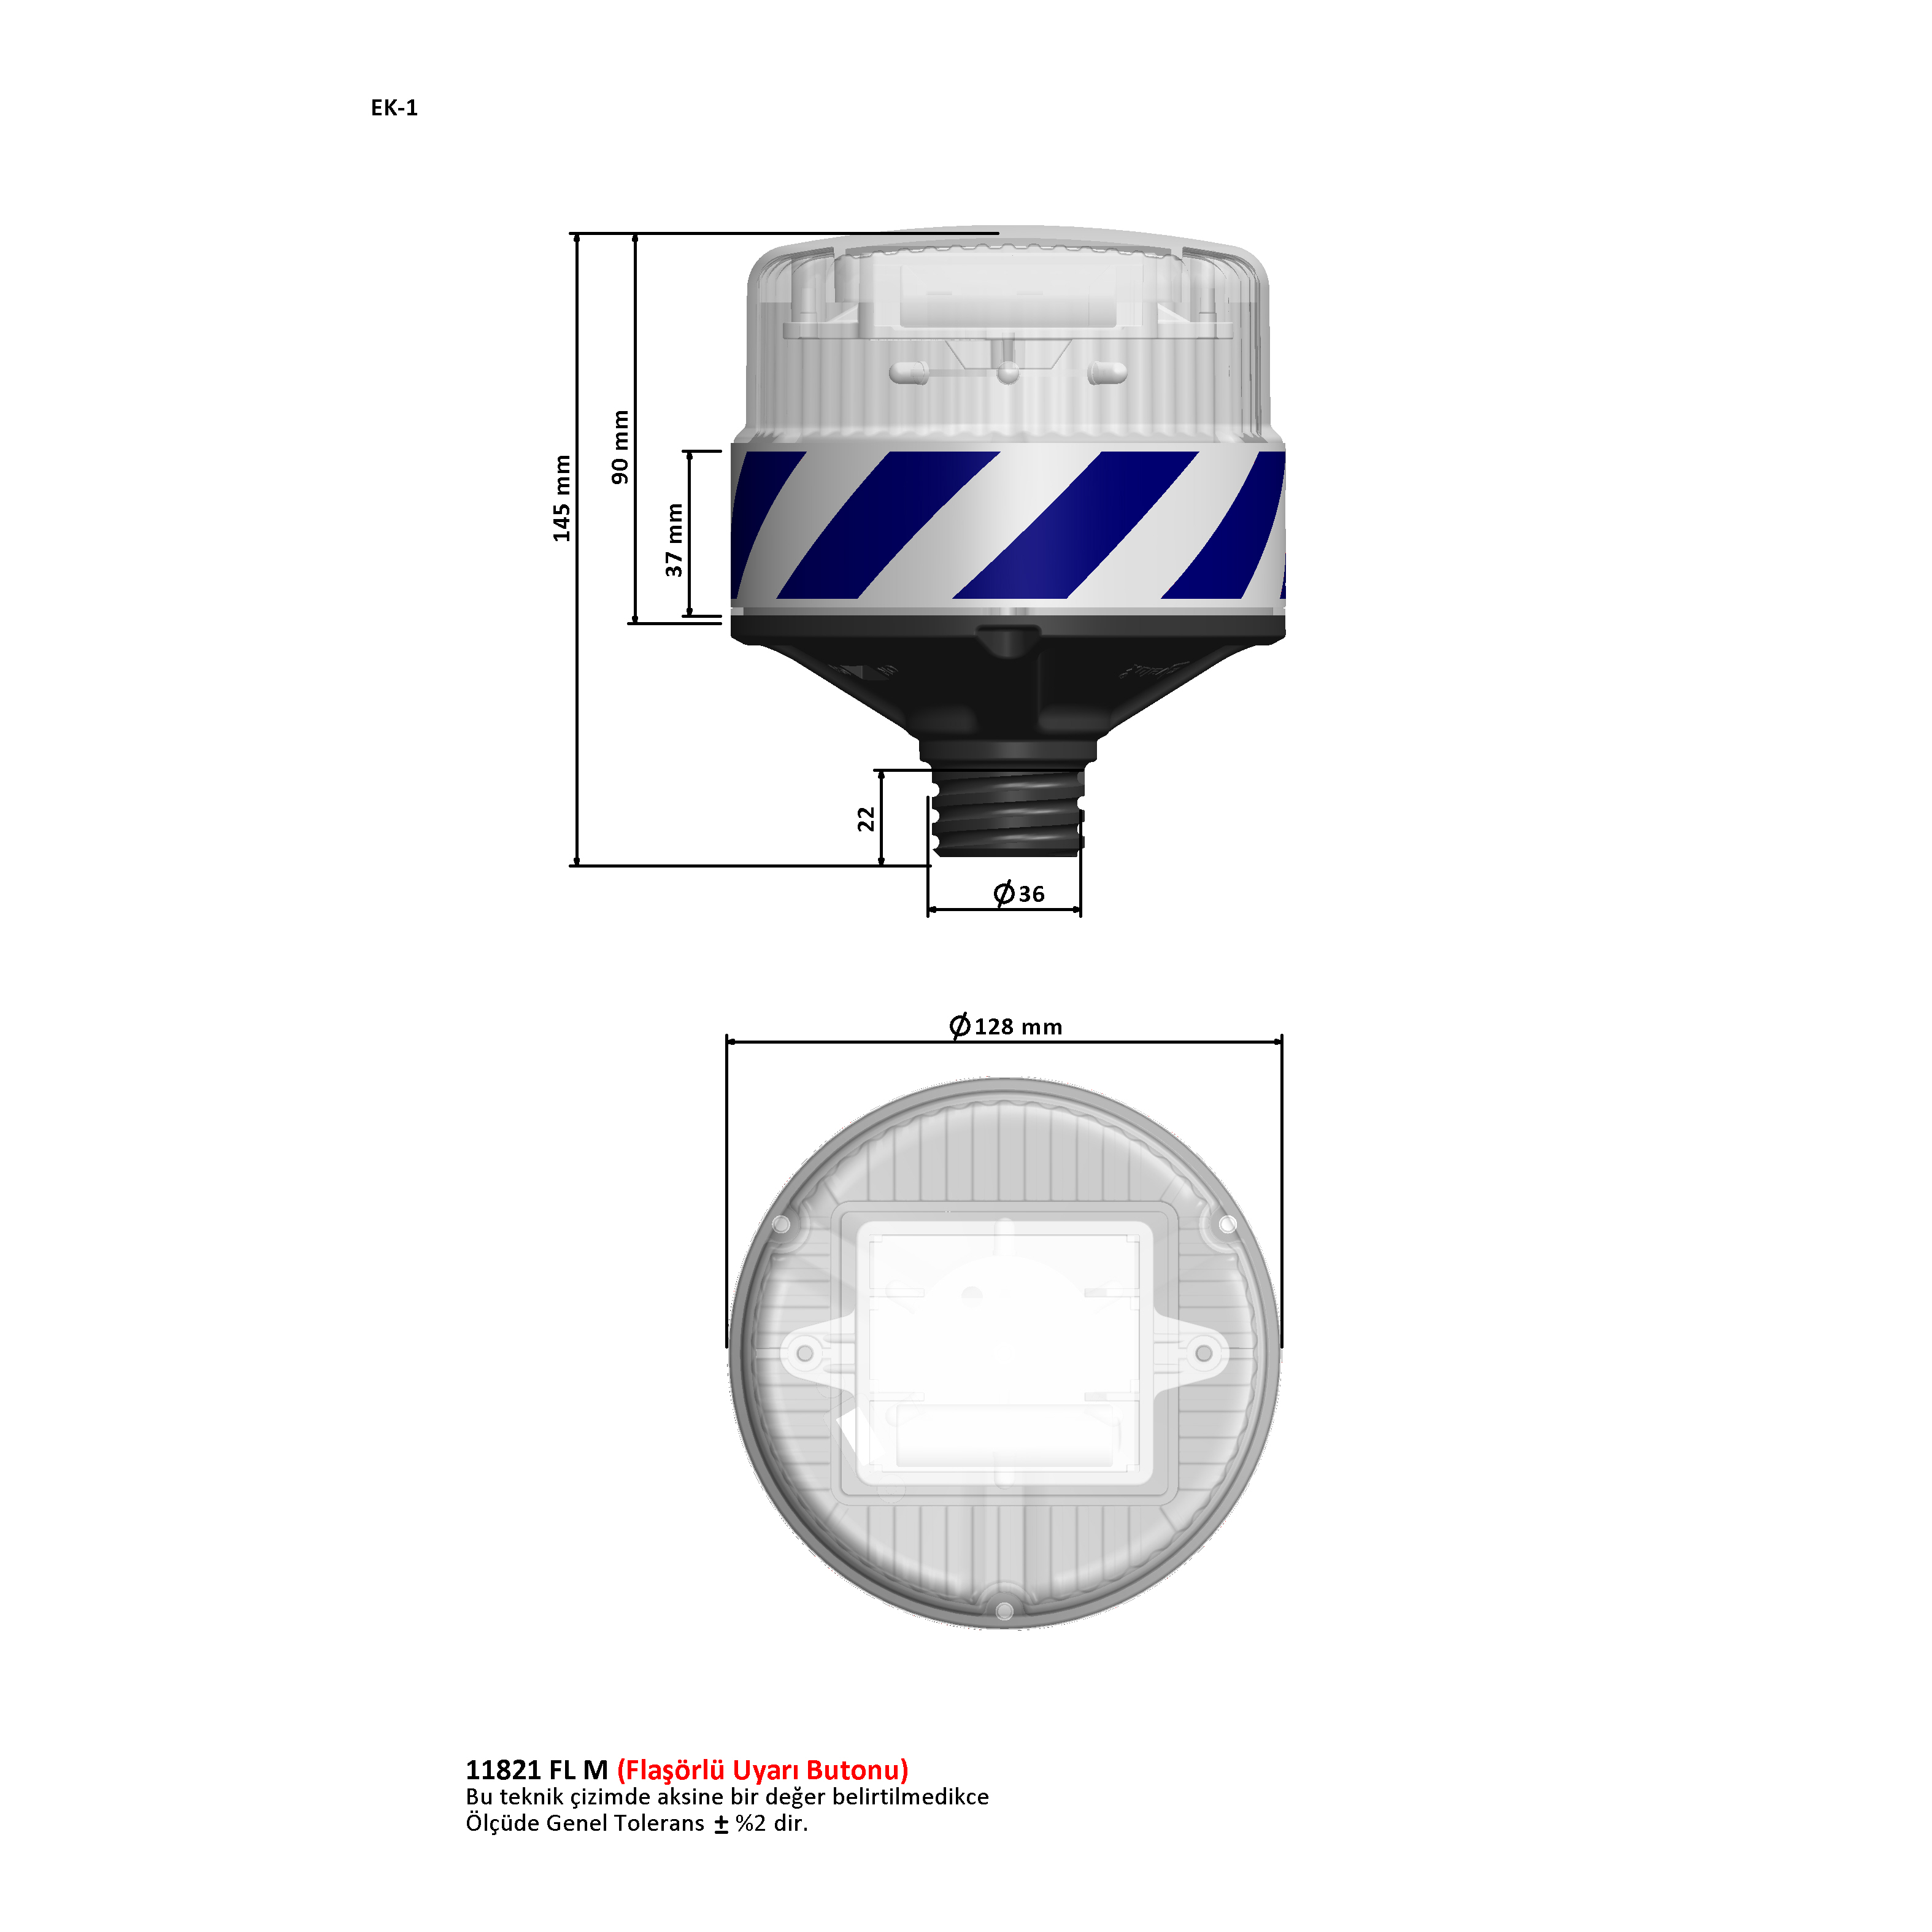 EK-1
145 mm
90 mm
37 mm
22
Ø36
Ø128 mm
11821 FL M (Flaşörlü Uyarı Butonu)
Bu teknik çizimde aksine bir değer belirtilmedikce
Ölçüde Genel Tolerans ± %2 dir.